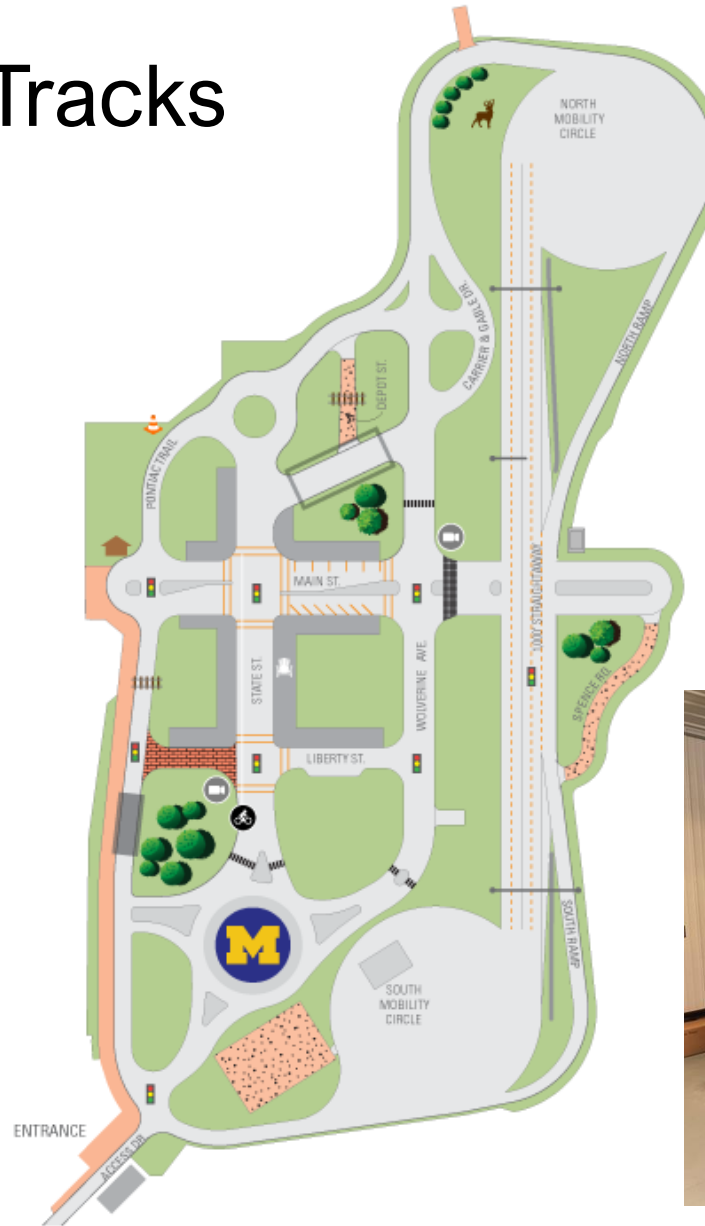 Tracks
NORTH
MOBILITY
CIRCLE
CARRIER & GABLE DR.
NORTH RAMP
DEPOT ST.
PONTIAC TRAIL
MAIN ST.
1000' STRAIGHTAWAY
STATE ST.
WOLVERINE AVE.
SPENCE RD.
LIBERTY ST.
M
SOUTH RAMP
SOUTH
MOBILITY
CIRCLE
ENTRANCE
ACCESS DR.